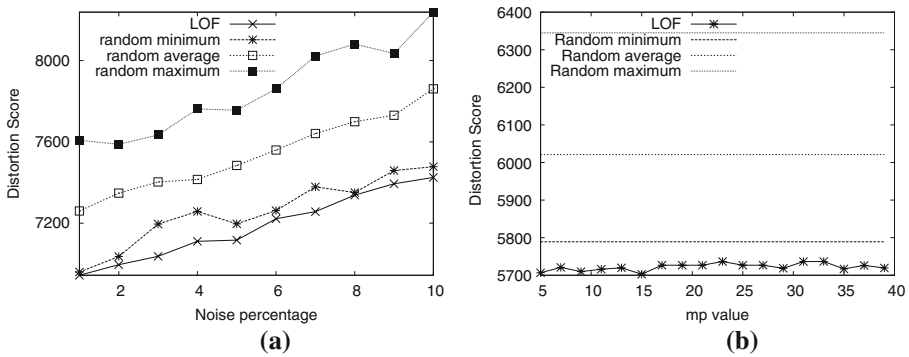 LOF
random minimum
random average
random maximum
8000
7600
7200
Distortion Score
2
4
6
8
10
Noise percentage
(a)
LOF
Random minimum
Random average
Random maximum
6400
6300
6200
6100
6000
5900
5800
5700
Distortion Score
5
10
15
20
25
30
35
40
mp value
(b)